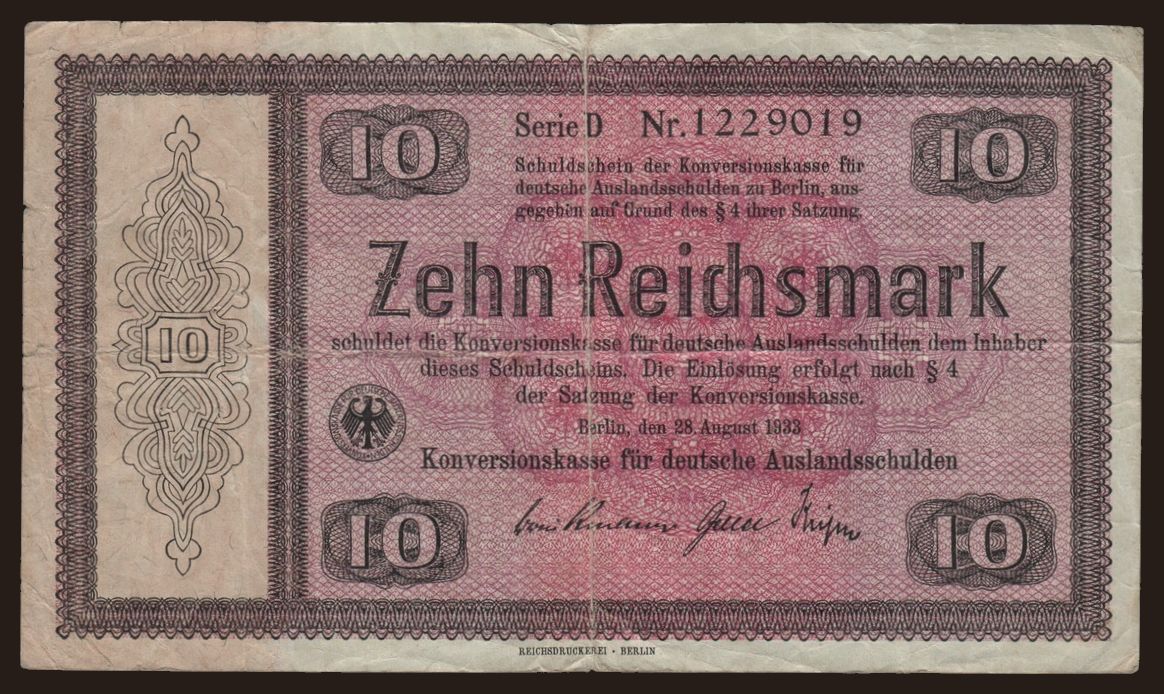 10 Serie D Nr. 1229019 10
Schuldschein der Konversionskasse für
deutsche Auslandsschulden zu Berlin, aus-
gegeben auf Grund des § 4 ihrer Satzung.
Zehn Reichsmark
10
schuldet die Konversionskasse für deutsche Auslandsschulden dem Inhaber
dieses Schuldscheins. Die Einlösung erfolgt nach § 4
der Satzung der Konversionskasse.
Berlin, den 28. August 1933
Konversionskasse für deutsche Auslandsschulden
10 10
REICHSDRUCKEREI • BERLIN